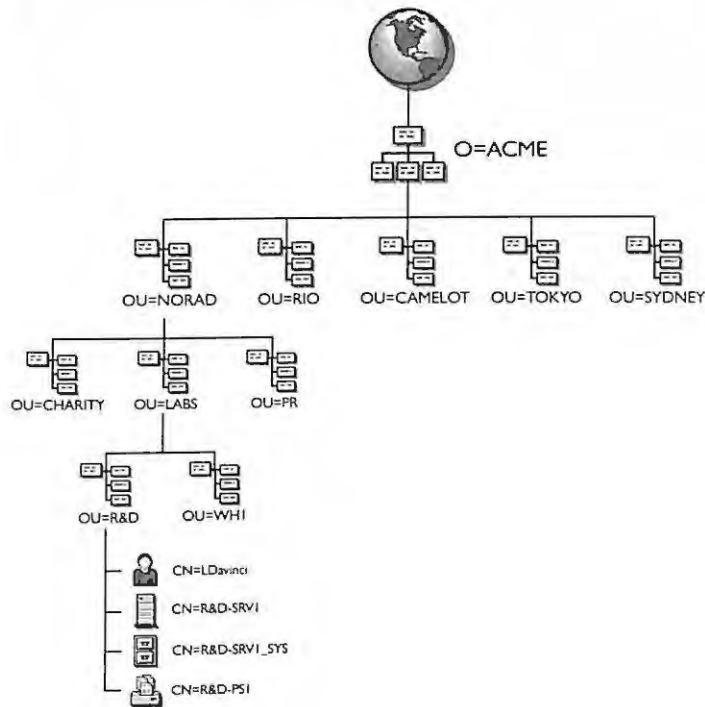 O=ACME
OU=NORAD
OU=RIO
OU=CAMELOT
OU=TOKYO
OU=SYDNEY
OU=CHARITY
OU=LABS
OU=PR
OU=R&D
OU=WHI
CN=LDavinci
CN=R&D-SRV1
CN=R&D-SRV1_SYS
CN=R&D-PS1